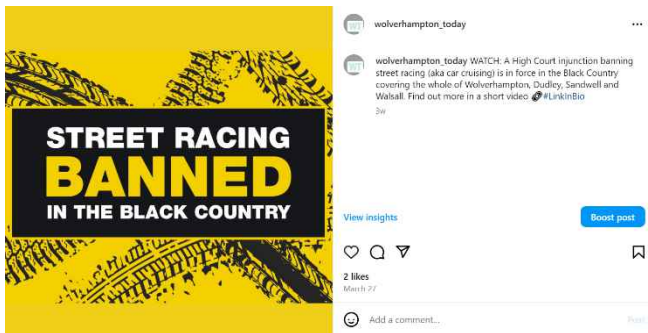 STREET RACING
BANNED
IN THE BLACK COUNTRY
WT
wolverhampton_today
WT
wolverhampton_today WATCH: A High Court injunction banning
street racing (aka car cruising) is in force in the Black Country
covering the whole of Wolverhampton, Dudley, Sandwell and
Walsall. Find out more in a short video 🔗#LinkInBio
3w
View insights
Boost post
2 likes
March 27
Add a comment...
Post